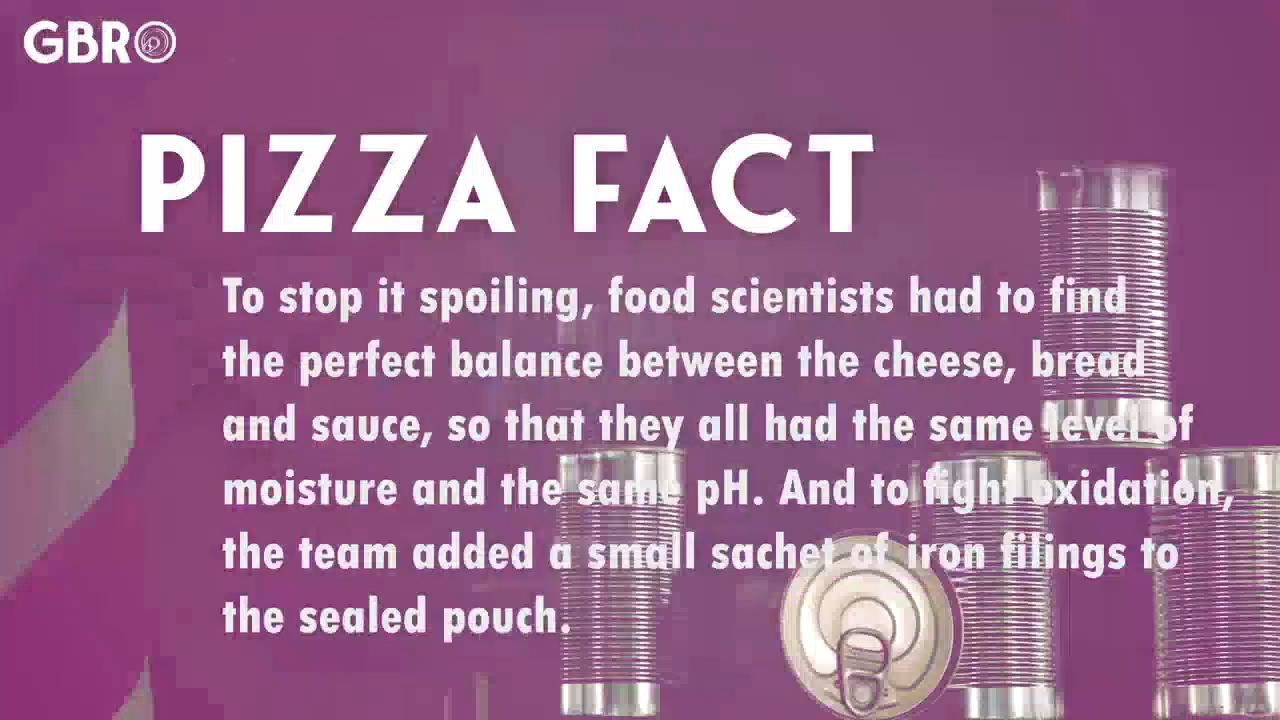 GBRO
PIZZA FACT
To stop it spoiling, food scientists had to find
the perfect balance between the cheese, bread
and sauce, so that they all had the same level of
moisture and the same pH. And to fight oxidation,
the team added a small sachet of iron filings to
the sealed pouch.